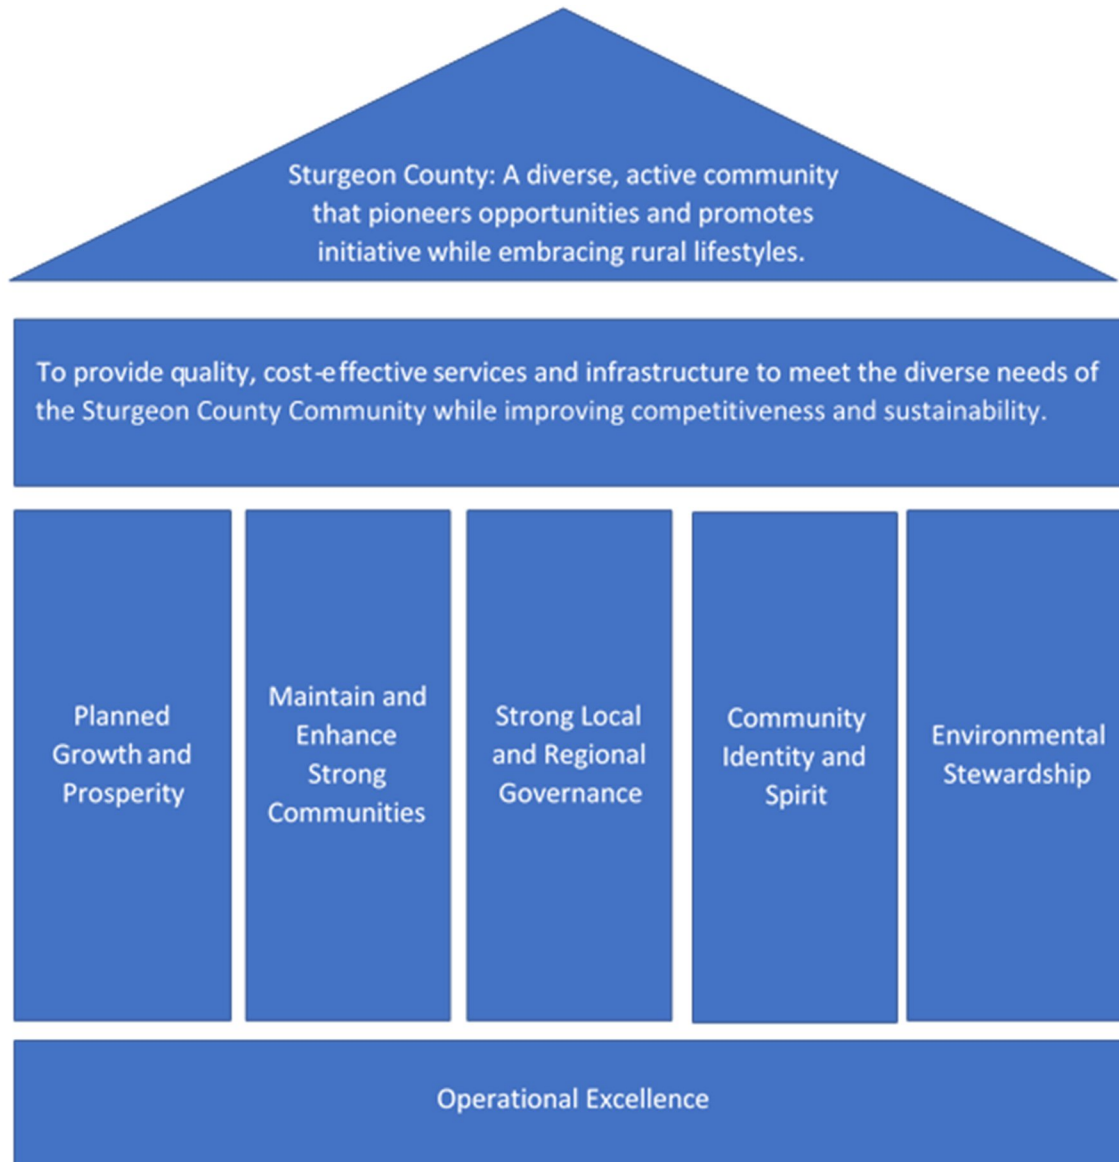 Sturgeon County: A diverse, active community
that pioneers opportunities and promotes
initiative while embracing rural lifestyles.
To provide quality, cost-effective services and infrastructure to meet the diverse needs of
the Sturgeon County Community while improving competitiveness and sustainability.
Planned
Growth and
Prosperity
Maintain and
Enhance
Strong
Communities
Strong Local
and Regional
Governance
Community
Identity and
Spirit
Environmental
Stewardship
Operational Excellence